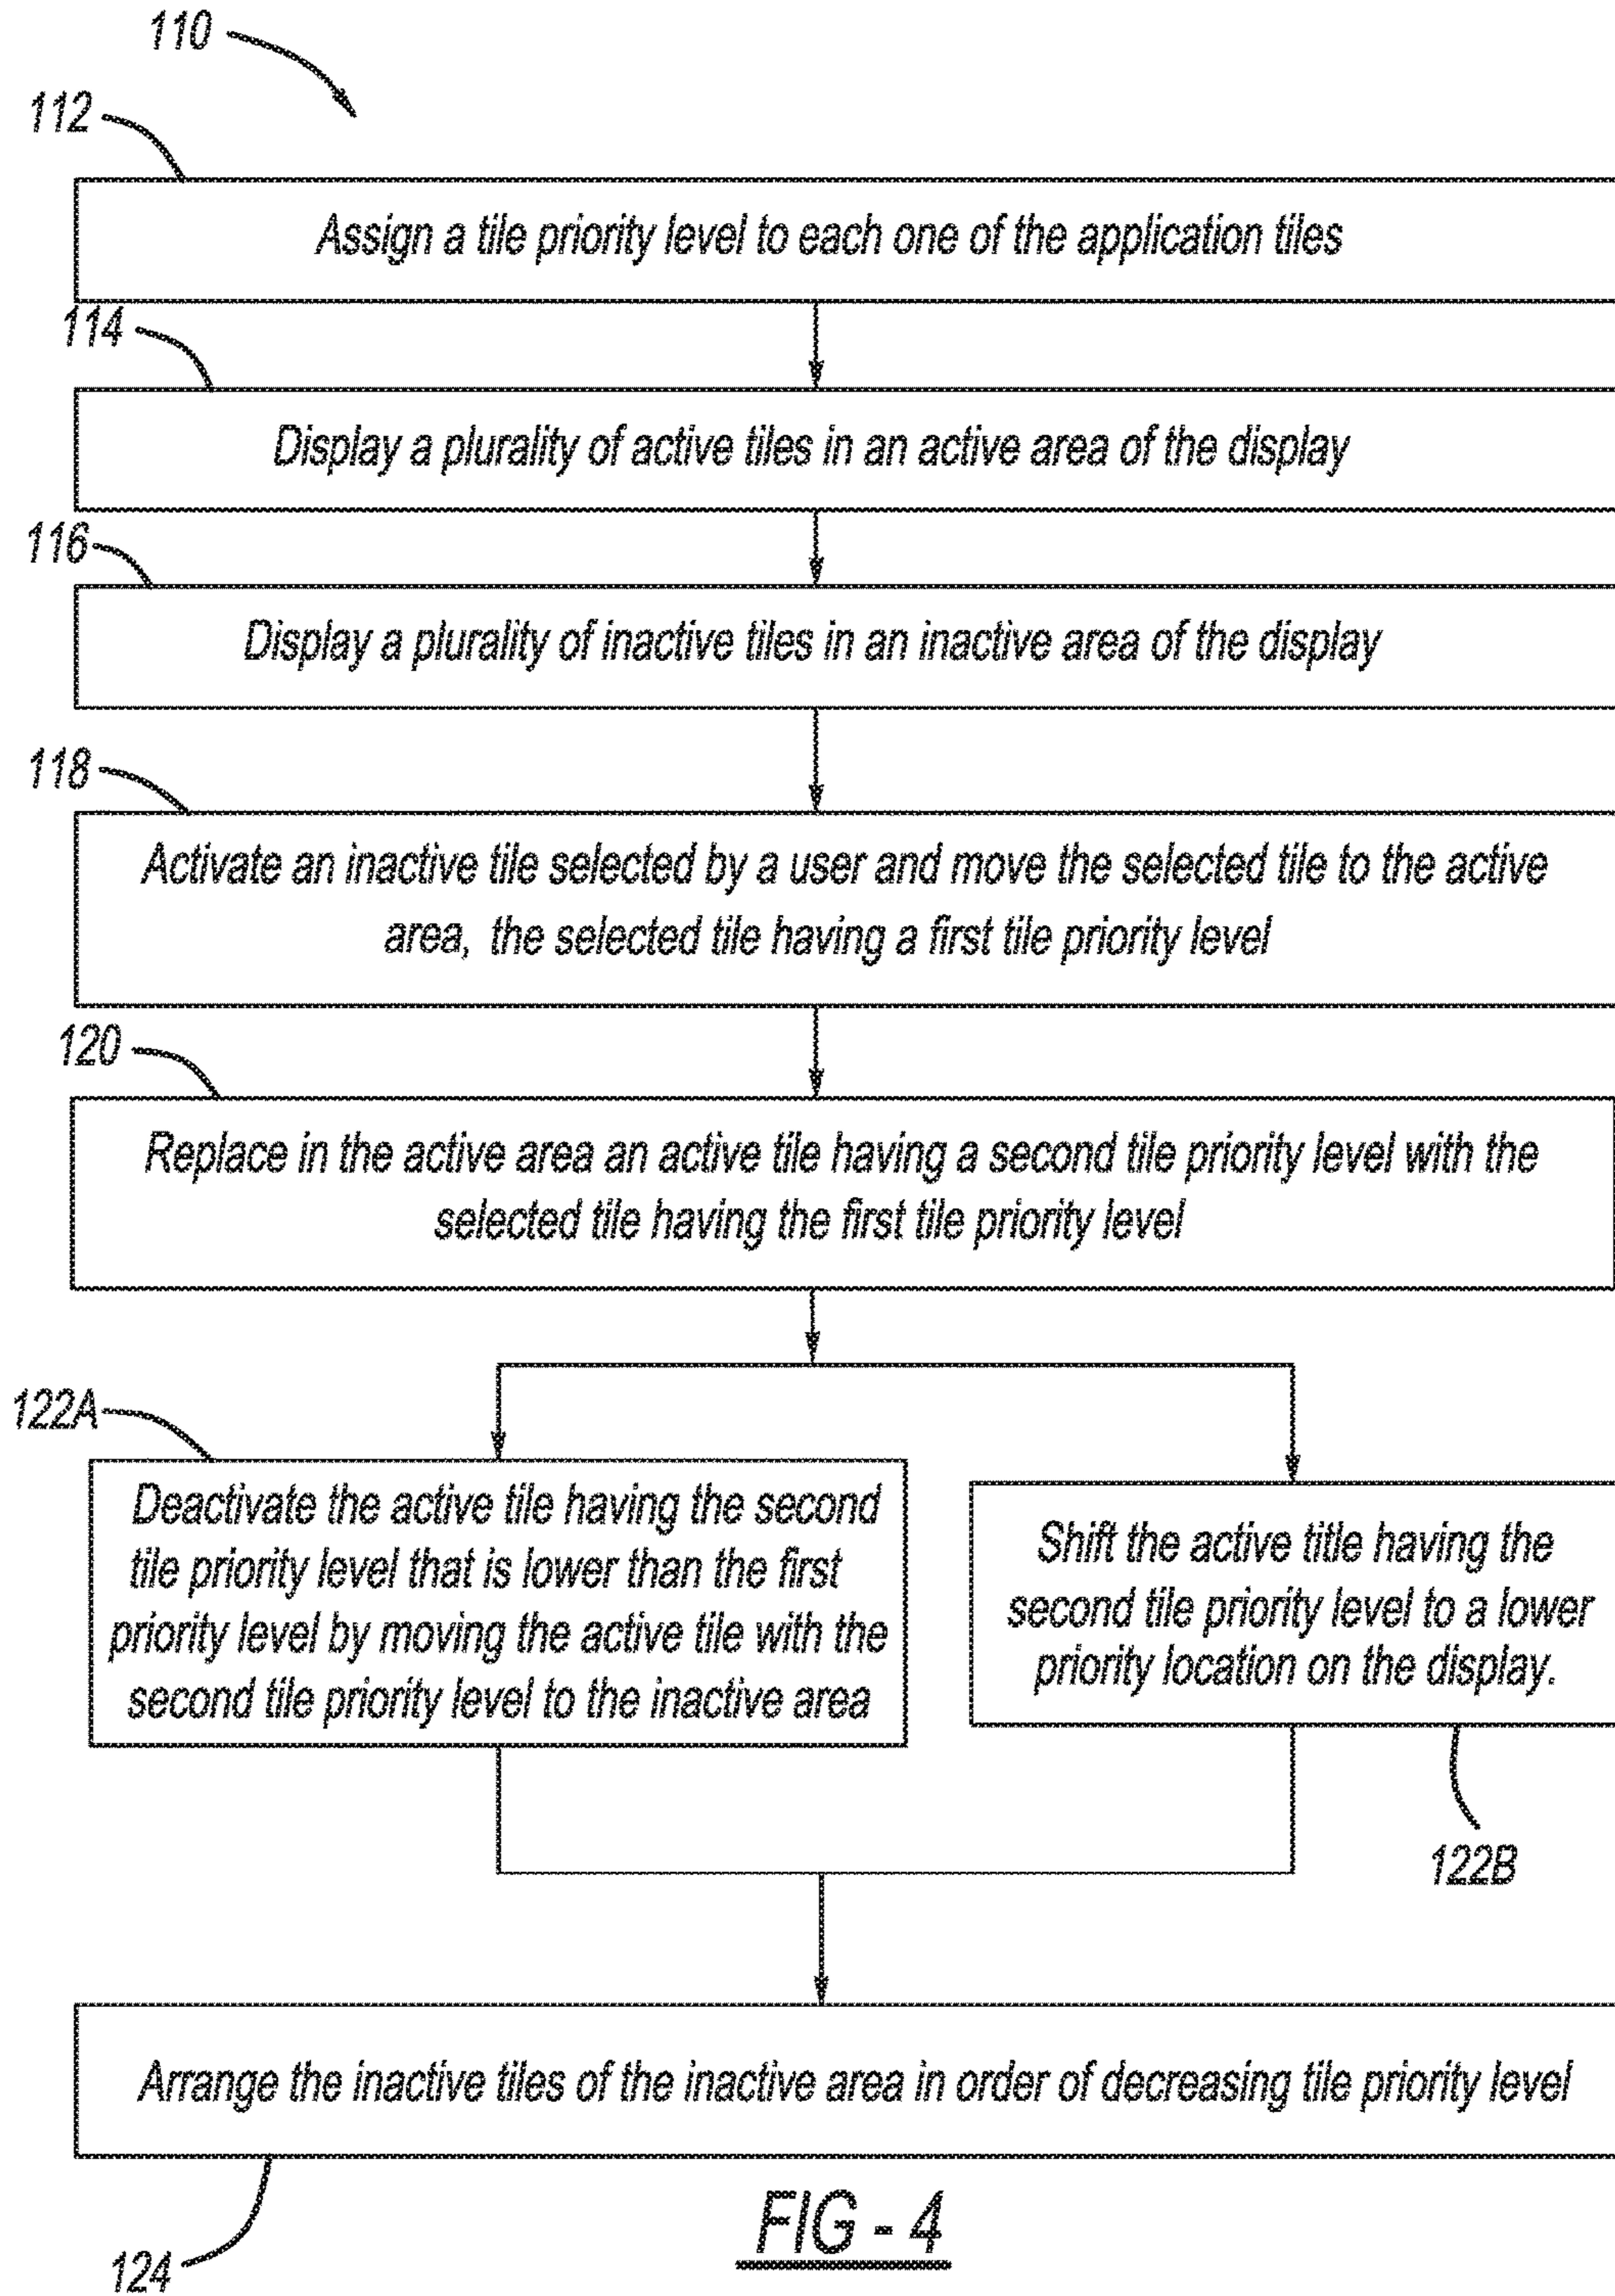 110
112
Assign a tile priority level to each one of the application tiles
114
Display a plurality of active tiles in an active area of the display
116
Display a plurality of inactive tiles in an inactive area of the display
118
Activate an inactive tile selected by a user and move the selected tile to the active
area, the selected tile having a first tile priority level
120
Replace in the active area an active tile having a second tile priority level with the
selected tile having the first tile priority level
122A
Deactivate the active tile having the second
tile priority level that is lower than the first
priority level by moving the active tile with the
second tile priority level to the inactive area
Shift the active title having the
second tile priority level to a lower
priority location on the display.
122B
Arrange the inactive tiles of the inactive area in order of decreasing tile priority level
124
FIG - 4